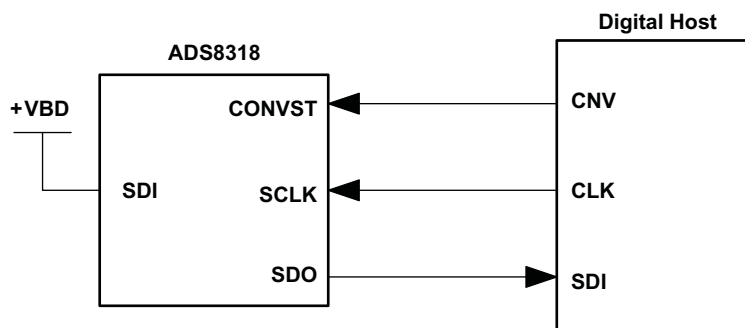 Digital Host
ADS8318
+VBD
CONVST
CNV
SDI
SCLK
CLK
SDO
SDI